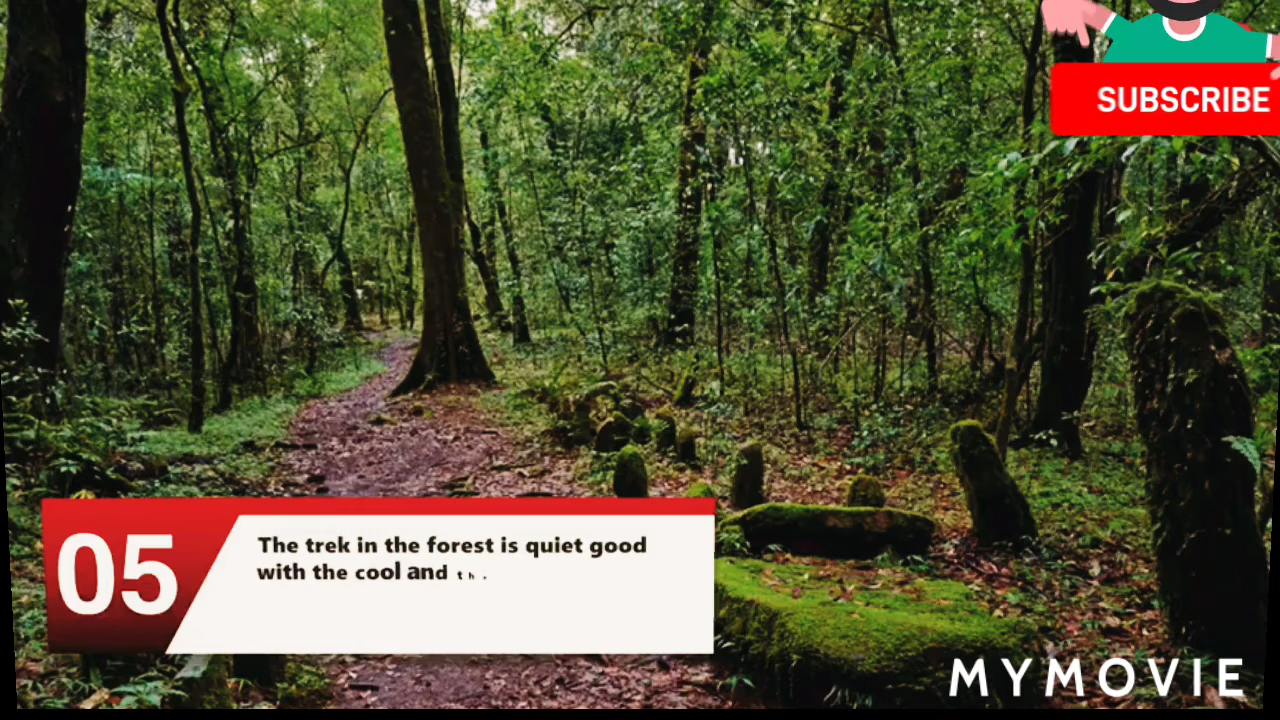 SUBSCRIBE
05
The trek in the forest is quiet good
with the cool and
MYMOVIE